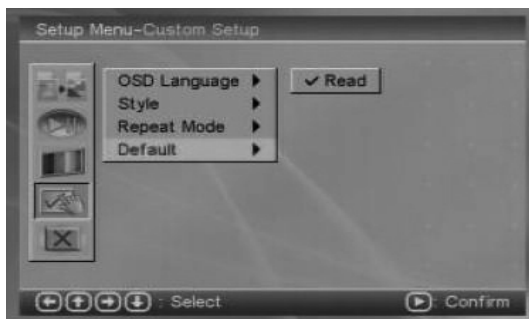 Setup Menu-Custom Setup
OSD Language
Style
Repeat Mode
Default
✓ Read
: Select
: Confirm